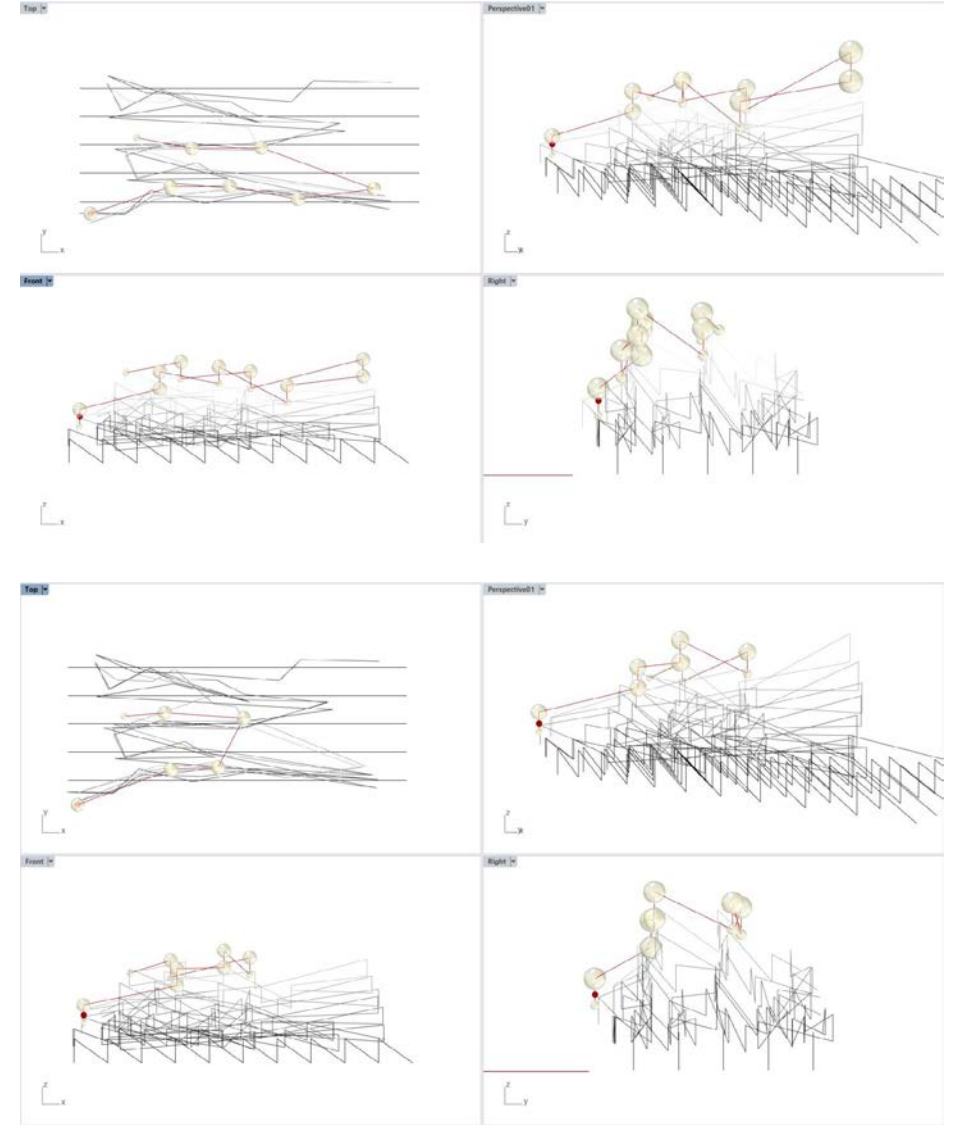 Top
Perspective01
y
x
z
x
Front
Right
z
x
z
y
Top
Perspective01
y
x
z
x
Front
Right
z
x
z
y